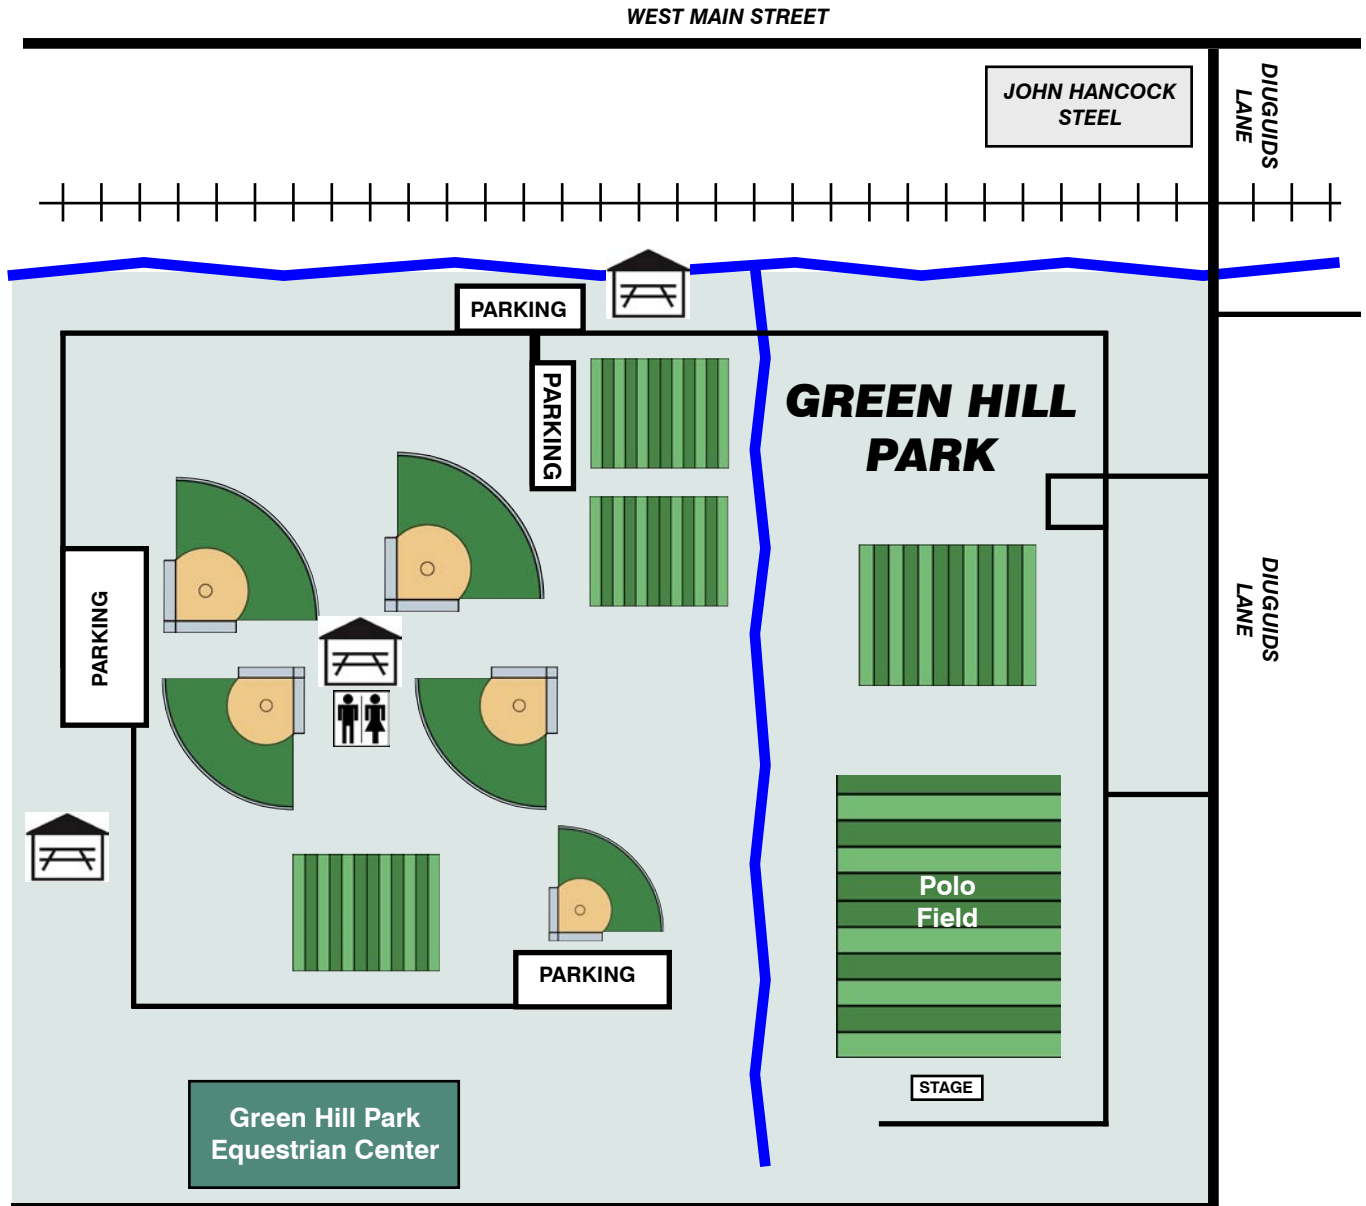 WEST MAIN STREET
JOHN HANCOCK
STEEL
DIUGUIDS
LANE
PARKING
PARKING
GREEN HILL
PARK
PARKING
DIUGUIDS
LANE
Polo
Field
PARKING
STAGE
Green Hill Park
Equestrian Center